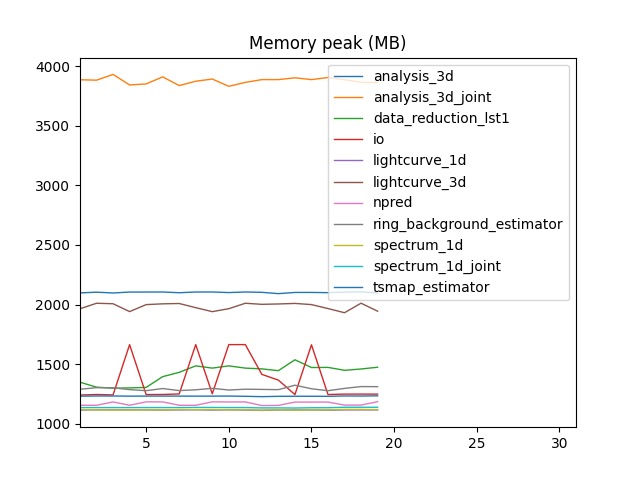 Memory peak (MB)
4000
3500
3000
2500
2000
1500
1000
analysis_3d
analysis_3d_joint
data_reduction_lst1
io
lightcurve_1d
lightcurve_3d
npred
ring_background_estimator
spectrum_1d
spectrum_1d_joint
tsmap_estimator
5 10 15 20 25 30